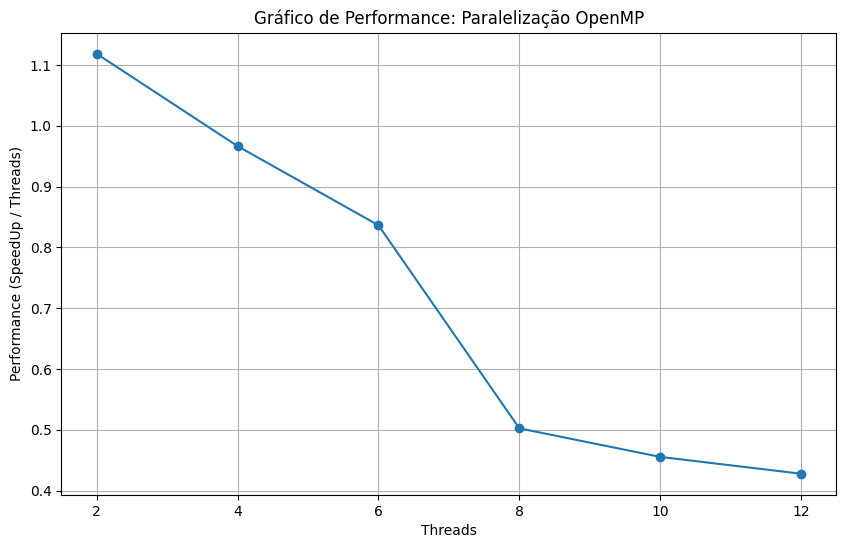 Gráfico de Performance: Paralelização OpenMP
Performance (SpeedUp / Threads)
1.1
1.0
0.9
0.8
0.7
0.6
0.5
0.4
2 4 6 8 10 12
Threads